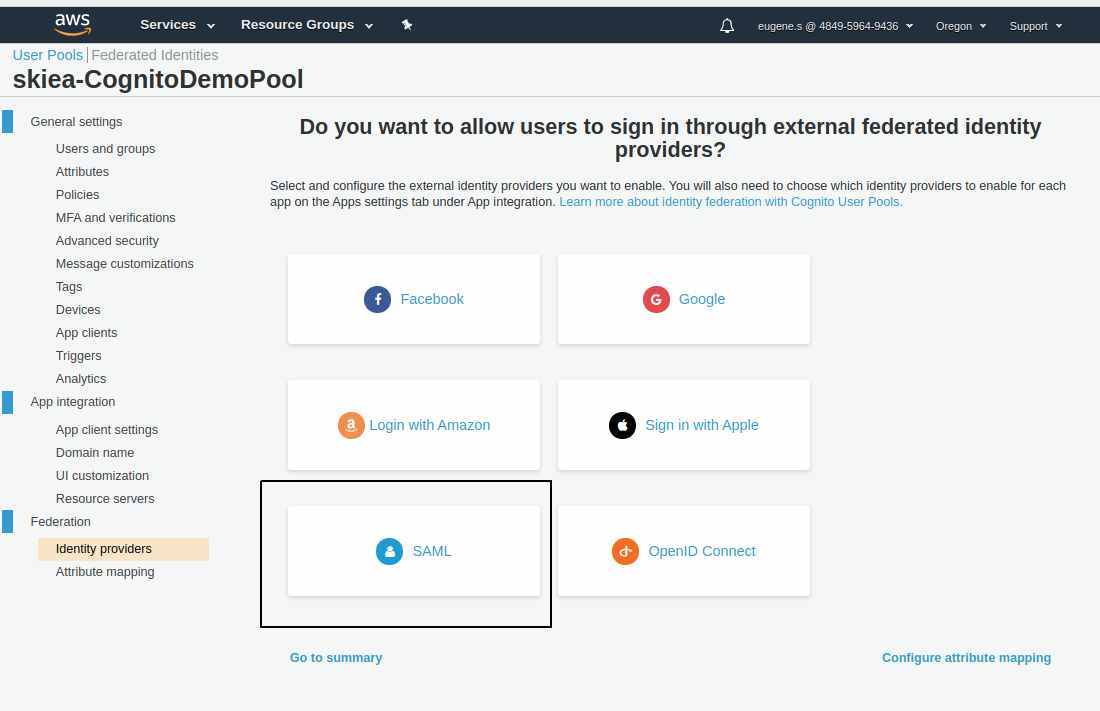 aws Services Resource Groups eugene.s @ 4849-5964-9436 Oregon Support
User Pools Federated Identities
skiea-CognitoDemoPool
General settings
Users and groups
Attributes
Policies
MFA and verifications
Advanced security
Message customizations
Tags
Devices
App clients
Triggers
Analytics
App integration
App client settings
Domain name
UI customization
Resource servers
Federation
Identity providers
Attribute mapping
Do you want to allow users to sign in through external federated identity
providers?
Select and configure the external identity providers you want to enable. You will also need to choose which identity providers to enable for each
app on the Apps settings tab under App integration. Learn more about identity federation with Cognito User Pools.
Facebook
Google
Login with Amazon
Sign in with Apple
SAML
OpenID Connect
Go to summary
Configure attribute mapping